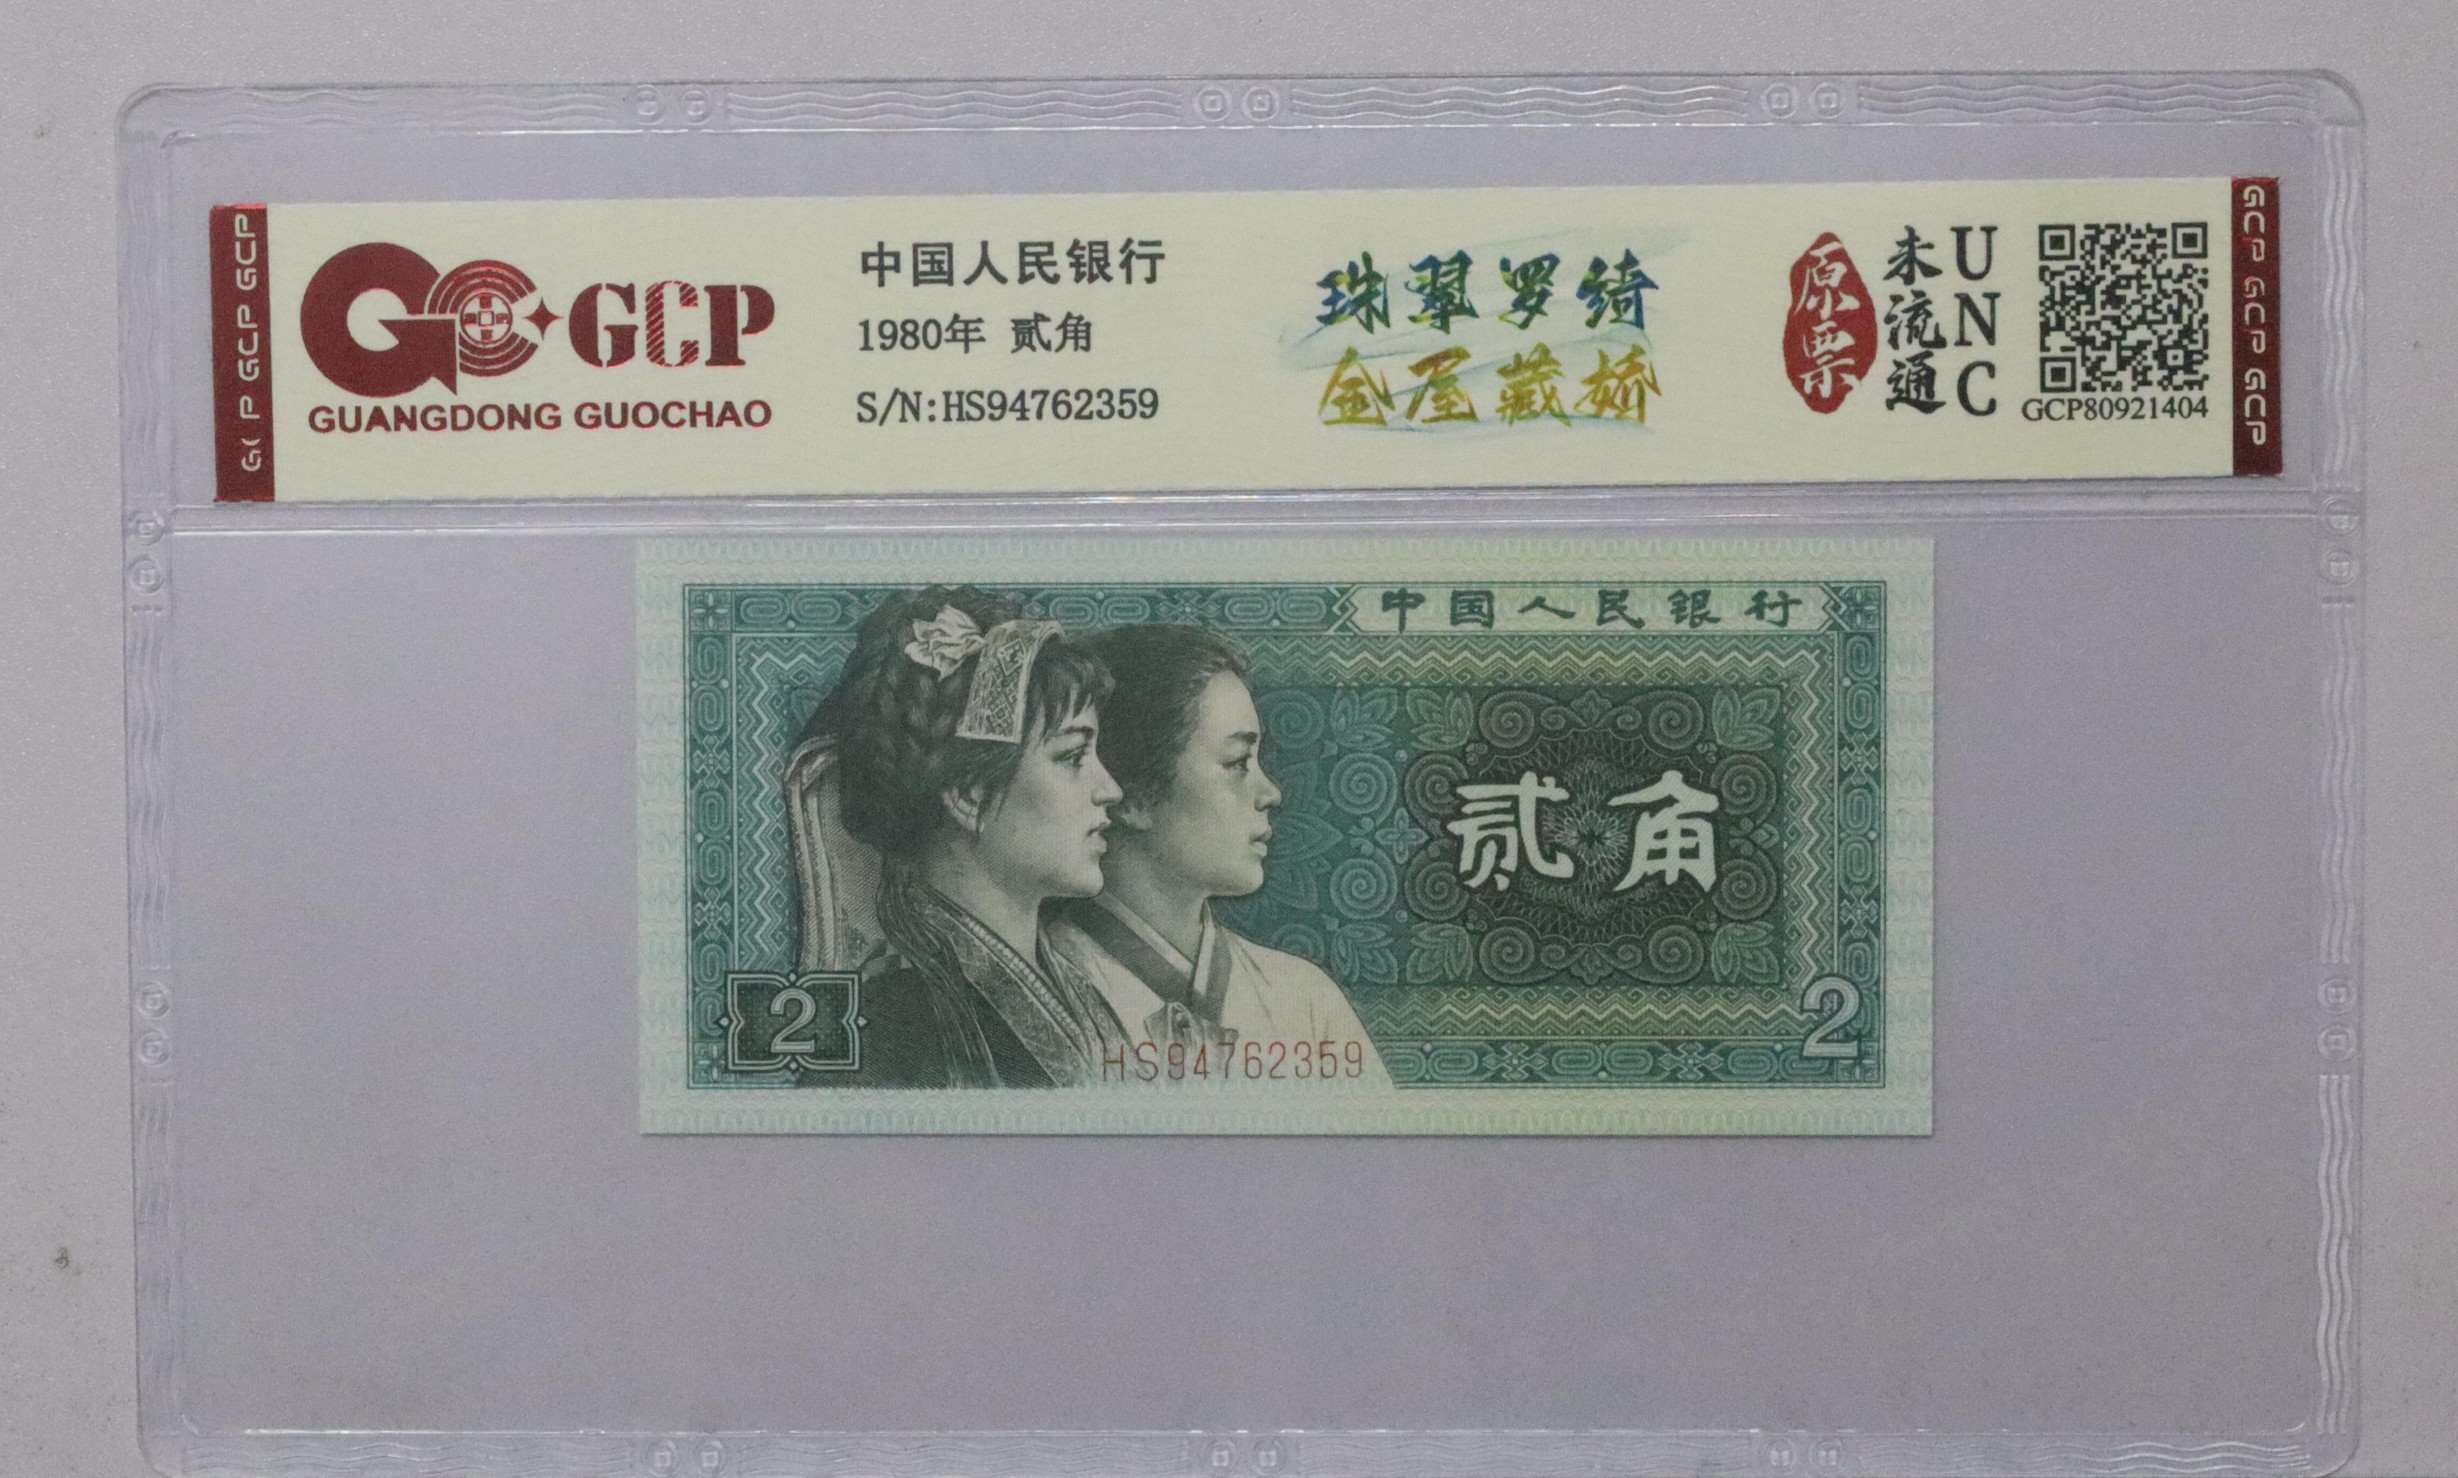 GCP GCP GCP
GCP
GUANGDONG GUOCHAO
中国人民银行
1980年 贰角
S/N:HS94762359
珠翠罗绮
金屋藏娇
原票
未流通
UNC
GCP80921404
GCP GCP GCP
中国人民银行
贰角
2
2
HS94762359